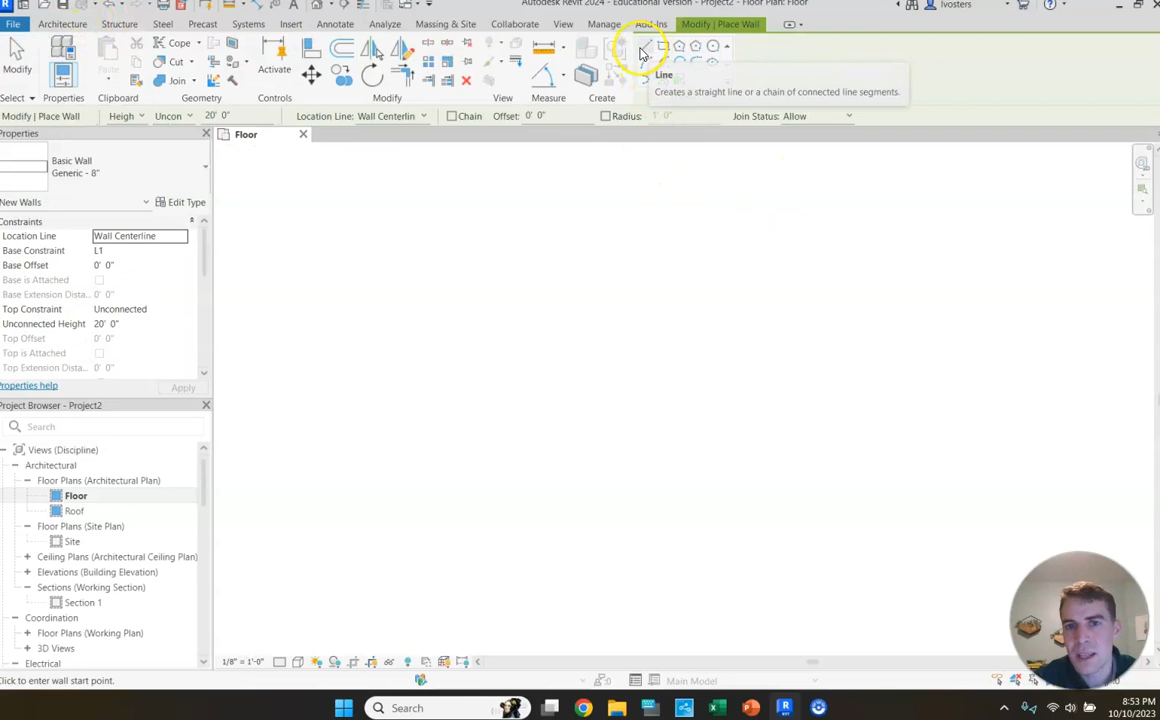 Autodesk Revit 2024 - Educational Version - Project2 - Floor Plan: Floor
lvosters
File Architecture Structure Steel Precast Systems Insert Annotate Analyze Massing & Site Collaborate View Manage Add-Ins Modify | Place Wall
Modify
Properties
Paste
Cope
Cut
Join
Activate
Line
Creates a straight line or a chain of connected line segments.
Select Properties Clipboard Geometry Controls Modify View Measure Create
Modify | Place Wall Heigh Uncon 20' 0" Location Line: Wall Centerlin Chain Offset: 0' 0" Radius: 1' 0" Join Status: Allow
Properties
Floor
Basic Wall
Generic - 8"
New Walls
Edit Type
Constraints
Location Line Wall Centerline
Base Constraint L1
Base Offset 0' 0"
Base is Attached
Base Extension Dista... 0' 0"
Top Constraint Unconnected
Unconnected Height 20' 0"
Top Offset 0' 0"
Top is Attached
Top Extension Distan... 0' 0"
Properties help
Apply
Project Browser - Project2
Search
Views (Discipline)
Architectural
Floor Plans (Architectural Plan)
Floor
Roof
Floor Plans (Site Plan)
Site
Ceiling Plans (Architectural Ceiling Plan)
Elevations (Building Elevation)
Sections (Working Section)
Section 1
Coordination
Floor Plans (Working Plan)
3D Views
Electrical
1/8" = 1'-0"
Click to enter wall start point.
:0
Main Model
Search
8:53 PM
10/10/2023